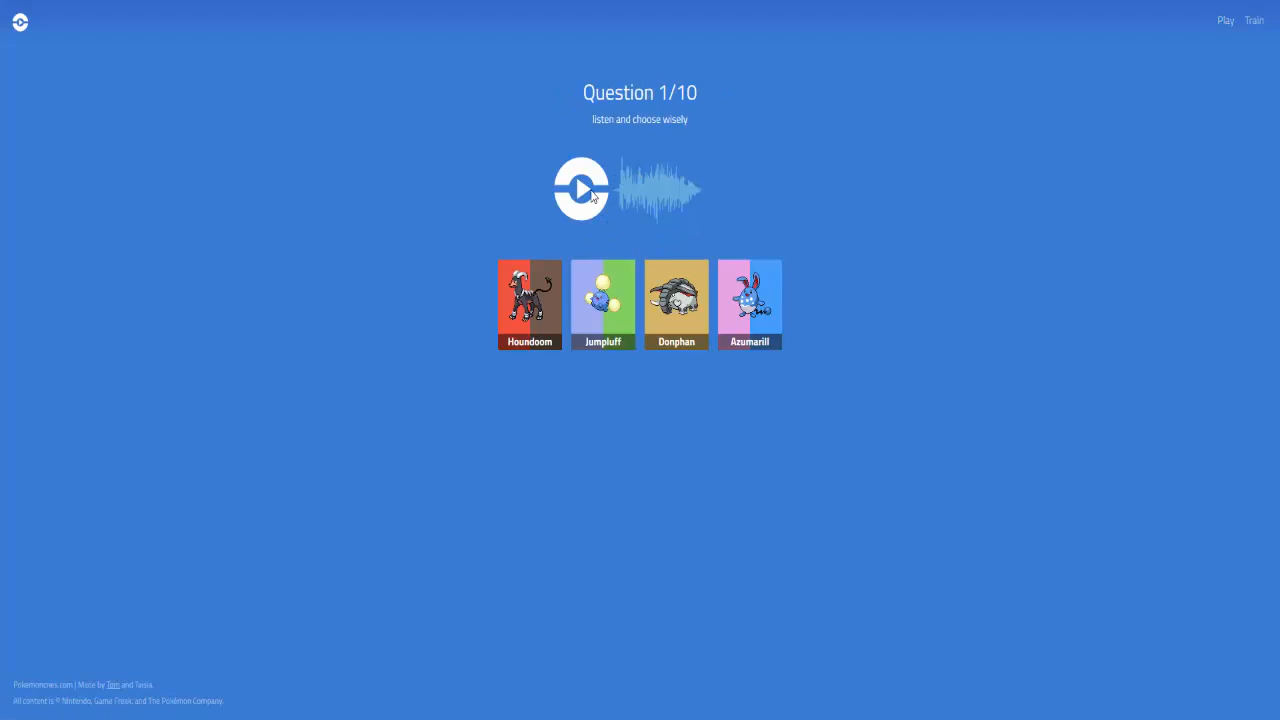 Play Train
Question 1/10
listen and choose wisely
Houndoom Jumpluff Donphan Azumarill
Pokemoncries.com | Made by Tom and Taisia.
All content is © Nintendo, Game Freak and The Pokémon Company.